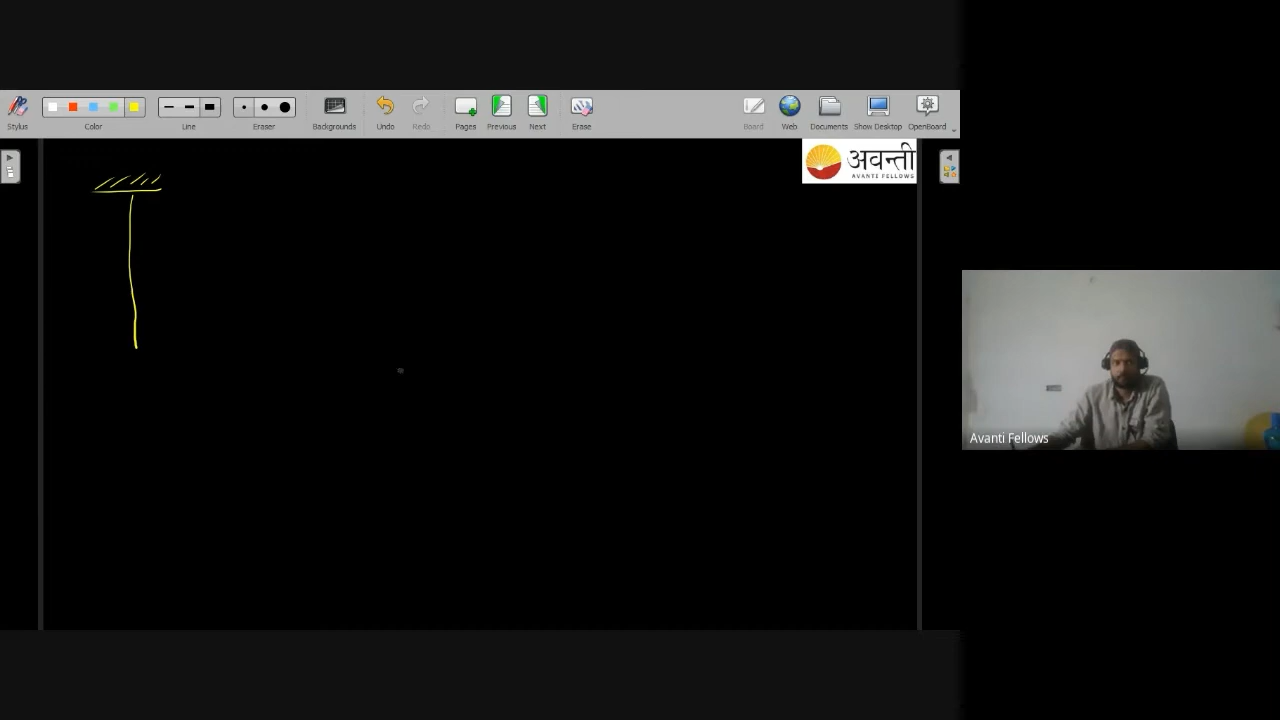 Stylus
Color
Line
Eraser
Backgrounds
Undo
Redo
Pages
Previous
Next
Erase
Board
Web
Documents
Show Desktop
OpenBoard
अवन्ती
AVANTI FELLOWS
Avanti Fellows